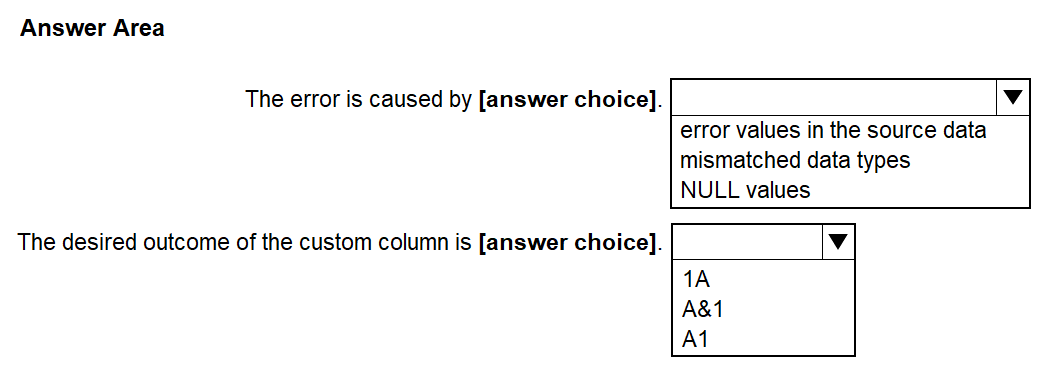 Answer Area
The error is caused by [answer choice].
error values in the source data
mismatched data types
NULL values
The desired outcome of the custom column is [answer choice].
1A
A&1
A1